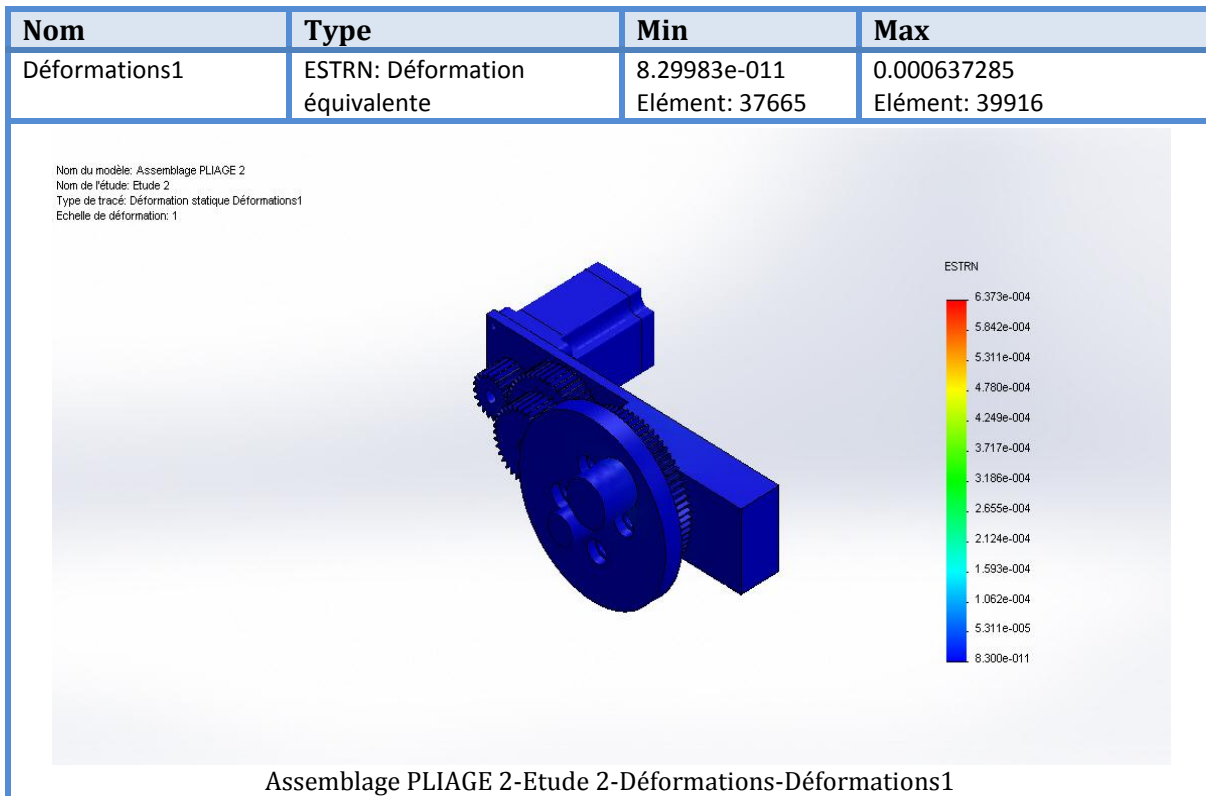 Nom Type Min Max
Déformations1 ESTRN: Déformation équivalente 8.29983e-011 Elément: 37665 0.000637285 Elément: 39916
Nom du modèle: Assemblage PLIAGE 2
Nom de l'étude: Etude 2
Type de tracé: Déformation statique Déformations1
Echelle de déformation: 1
ESTRN
6.373e-004
5.842e-004
5.311e-004
4.780e-004
4.249e-004
3.717e-004
3.186e-004
2.655e-004
2.124e-004
1.593e-004
1.062e-004
5.311e-005
8.300e-011
Assemblage PLIAGE 2-Etude 2-Déformations-Déformations1